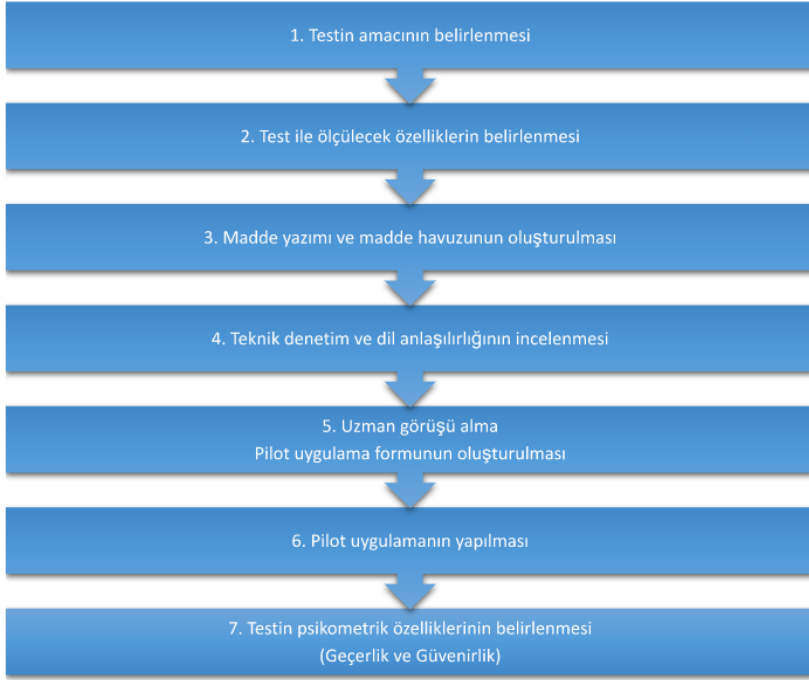 1. Testin amacının belirlenmesi
2. Test ile ölçülecek özelliklerin belirlenmesi
3. Madde yazımı ve madde havuzunun oluşturulması
4. Teknik denetim ve dil anlaşılırlığının incelenmesi
5. Uzman görüşü alma
Pilot uygulama formunun oluşturulması
6. Pilot uygulamanın yapılması
7. Testin psikometrik özelliklerinin belirlenmesi
(Geçerlik ve Güvenirlik)